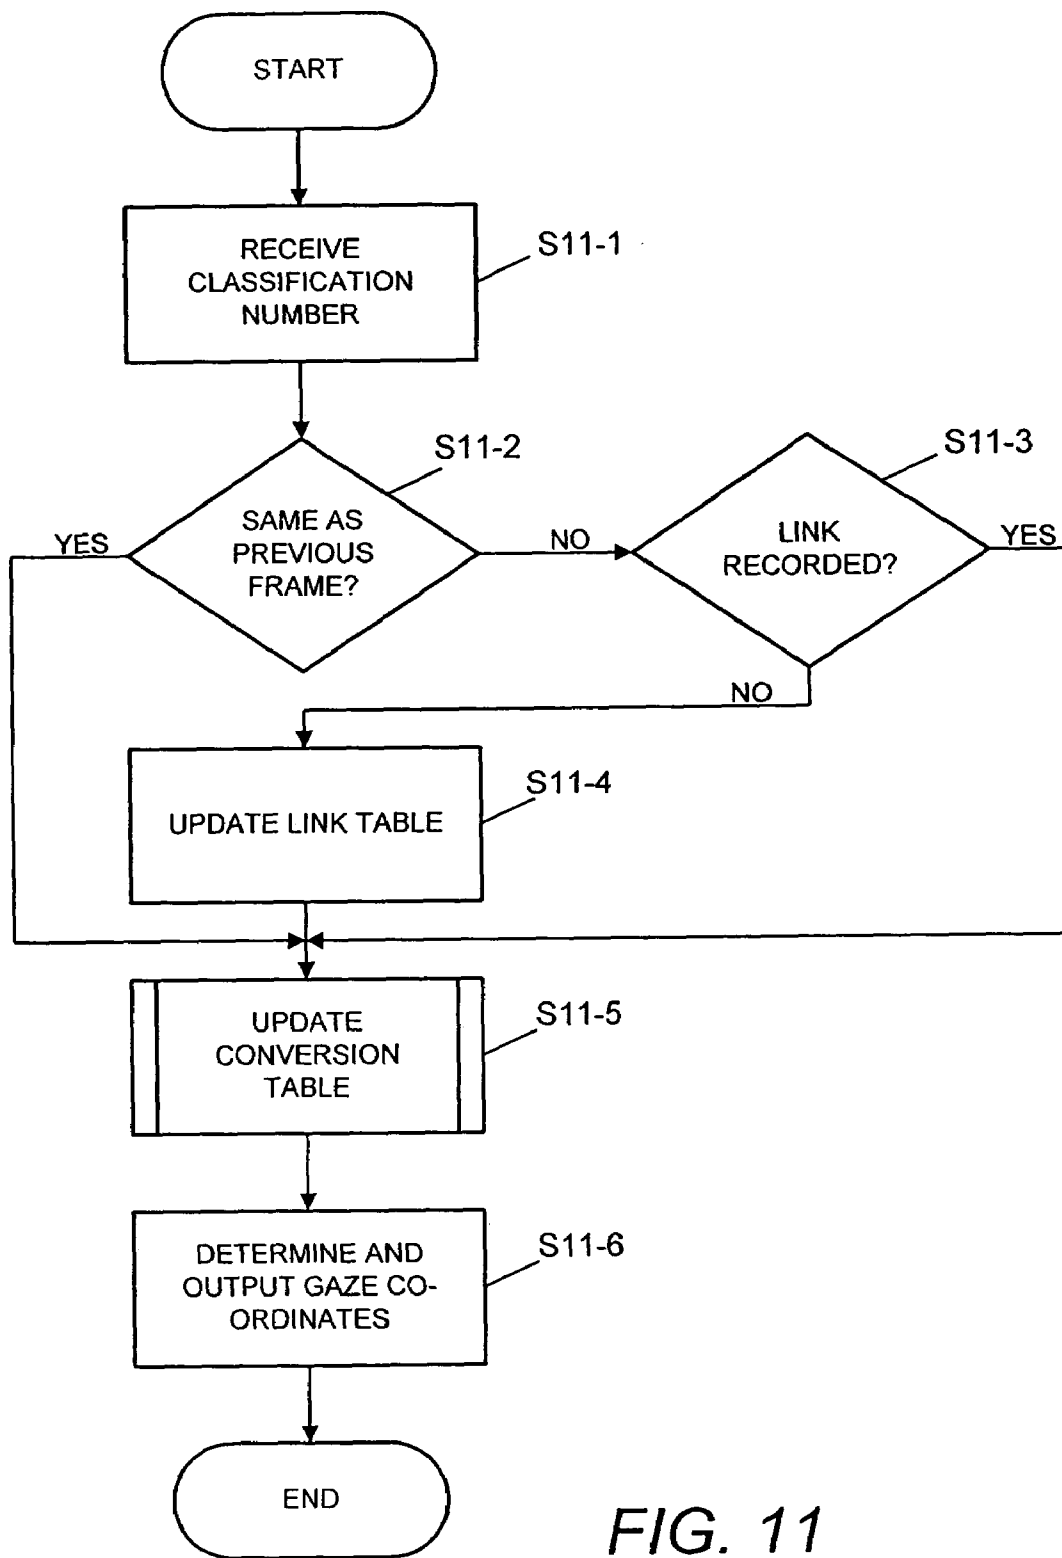 START
RECEIVE
CLASSIFICATION
NUMBER
S11-1
S11-2
SAME AS
PREVIOUS
FRAME?
YES
NO
S11-3
LINK
RECORDED?
YES
NO
UPDATE LINK TABLE
S11-4
UPDATE
CONVERSION
TABLE
S11-5
DETERMINE AND
OUTPUT GAZE CO-
ORDINATES
S11-6
END
FIG. 11